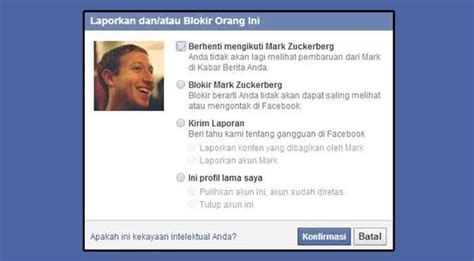 Laporkan dan/atau Blokir Orang Ini
Berhenti mengikuti Mark Zuckerberg
Anda tidak akan lagi melihat pembaruan dari Mark
di Kabar Berita Anda.
Blokir Mark Zuckerberg
Blokir berarti Anda tidak akan dapat saling melihat
atau mengontak di Facebook.
Kirim Laporan
Beri tahu kami tentang gangguan di Facebook
Laporkan konten yang dibagikan oleh Mark
Laporkan akun Mark
Ini profil lama saya
Pulihkan akun ini, akun sudah diretas
Tutup akun ini
Apakah ini kekayaan intelektual Anda?
Konfirmasi
Batal